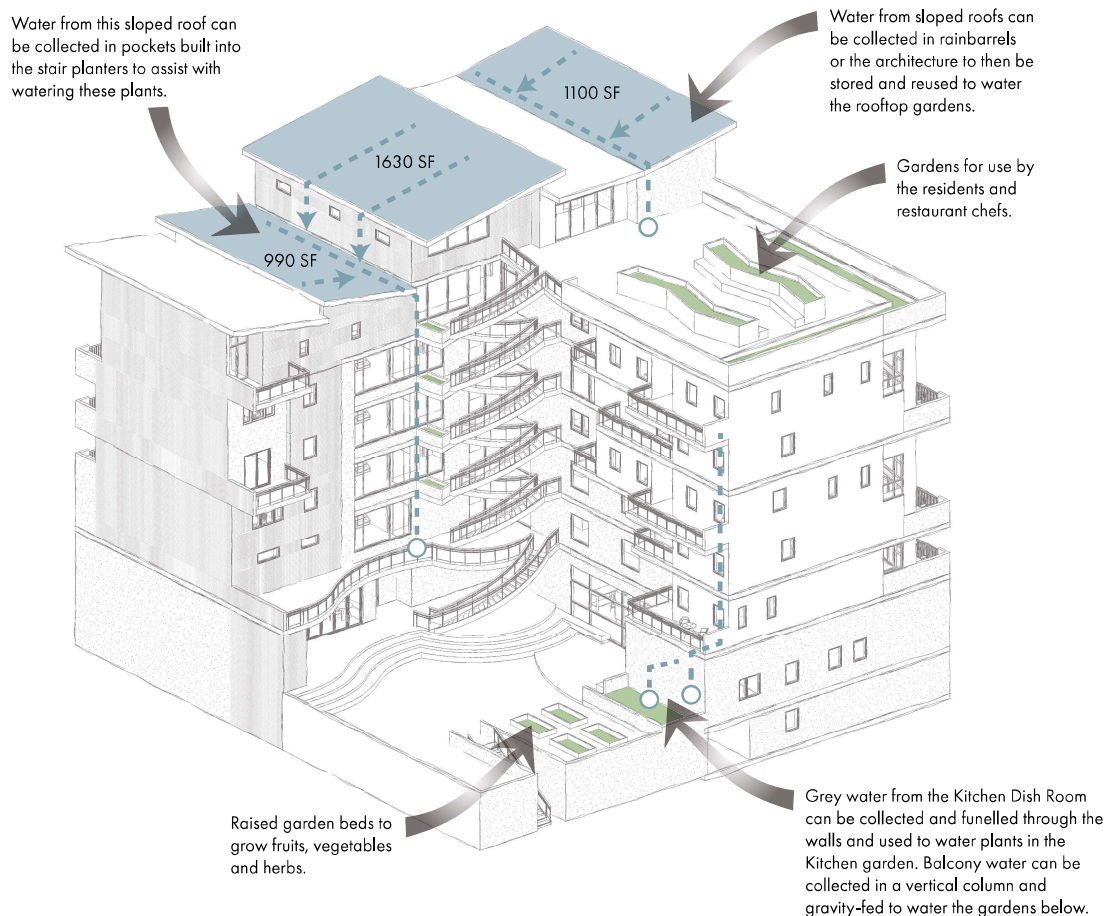 Water from this sloped roof can
be collected in pockets built into
the stair planters to assist with
watering these plants.
Water from sloped roofs can
be collected in rainbarrels
or the architecture to then be
stored and reused to water
the rooftop gardens.
1100 SF
1630 SF
Gardens for use by
the residents and
restaurant chefs.
990 SF
Raised garden beds to
grow fruits, vegetables
and herbs.
Grey water from the Kitchen Dish Room
can be collected and funelled through the
walls and used to water plants in the
Kitchen garden. Balcony water can be
collected in a vertical column and
gravity-fed to water the gardens below.